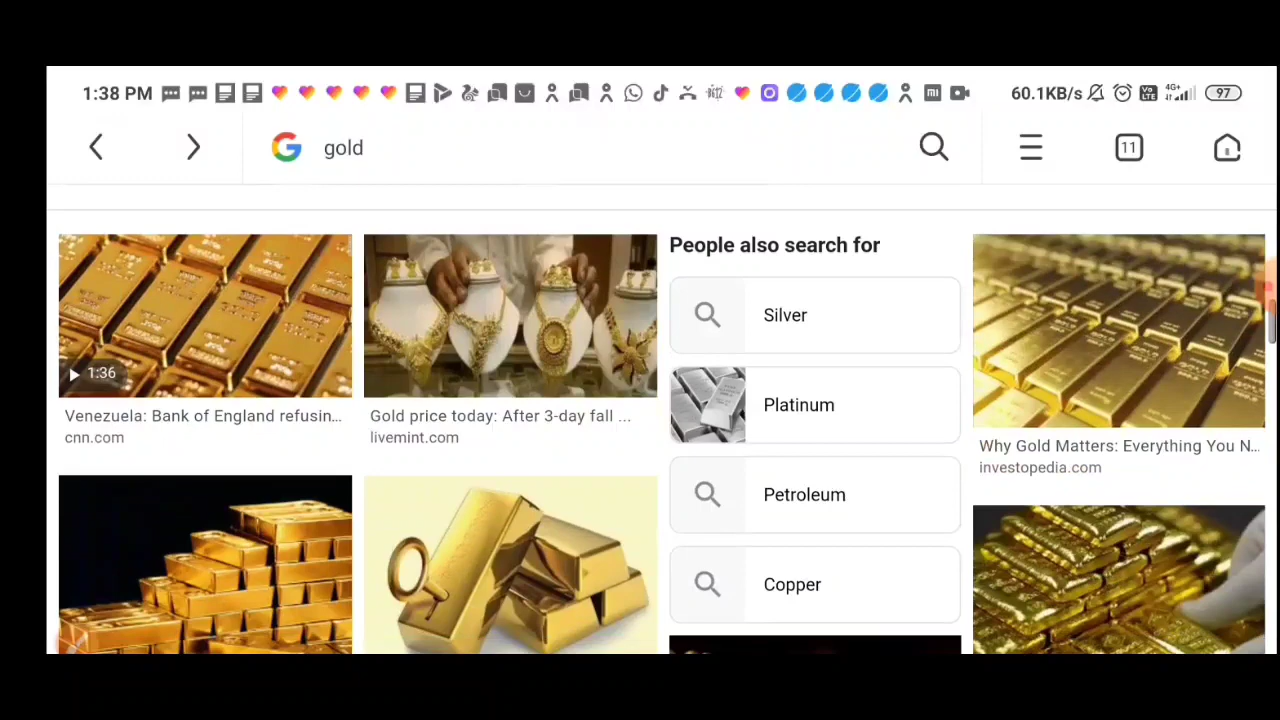 1:38 PM
60.1KB/s
4G+
97
gold
11
People also search for
Silver
Platinum
Petroleum
Copper
1:36
Venezuela: Bank of England refusin...
cnn.com
Gold price today: After 3-day fall ...
livemint.com
Why Gold Matters: Everything You N...
investopedia.com